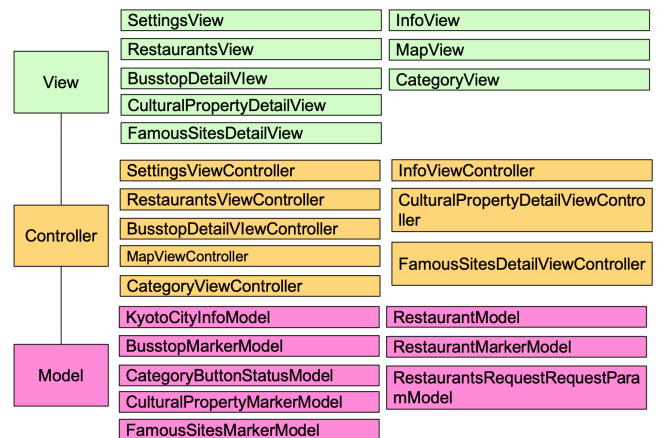 View
SettingsView
RestaurantsView
BusstopDetailVIew
CulturalPropertyDetailView
FamousSitesDetailView
InfoView
MapView
CategoryView
Controller
SettingsViewController
RestaurantsViewController
BusstopDetailVIewController
MapViewController
CategoryViewController
InfoViewController
CulturalPropertyDetailViewContro
ller
FamousSitesDetailViewController
Model
KyotoCityInfoModel
BusstopMarkerModel
CategoryButtonStatusModel
CulturalPropertyMarkerModel
FamousSitesMarkerModel
RestaurantModel
RestaurantMarkerModel
RestaurantsRequestRequestPara
mModel